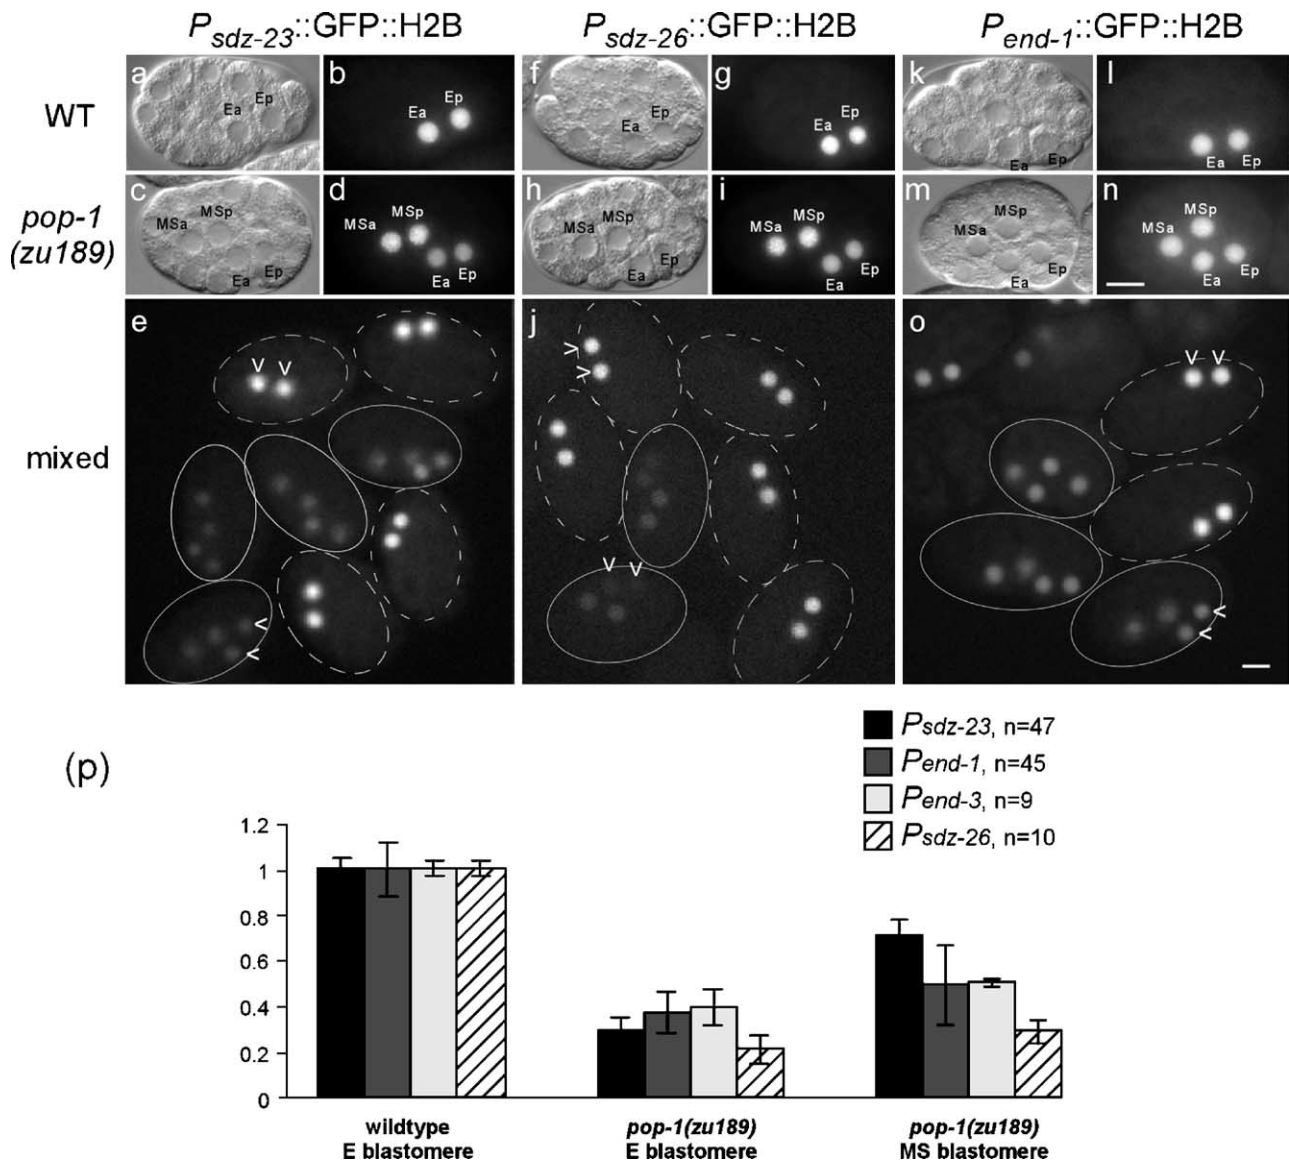 Psdz-23::GFP::H2B Psdz-26::GFP::H2B Pend-1::GFP::H2B
WT
a Ea Ep b Ea Ep f Ea Ep g Ea Ep k Ea Ep l Ea Ep
pop-1
(zu189)
c MSa MSp Ea Ep d MSa MSp Ea Ep h MSa MSp Ea Ep i MSa MSp Ea Ep m MSa MSp Ea Ep n MSa MSp Ea Ep
mixed
e j o
(p)
Psdz-23, n=47
Pend-1, n=45
Pend-3, n=9
Psdz-26, n=10
1.2
1
0.8
0.6
0.4
0.2
0
wildtype pop-1(zu189) pop-1(zu189)
E blastomere E blastomere MS blastomere